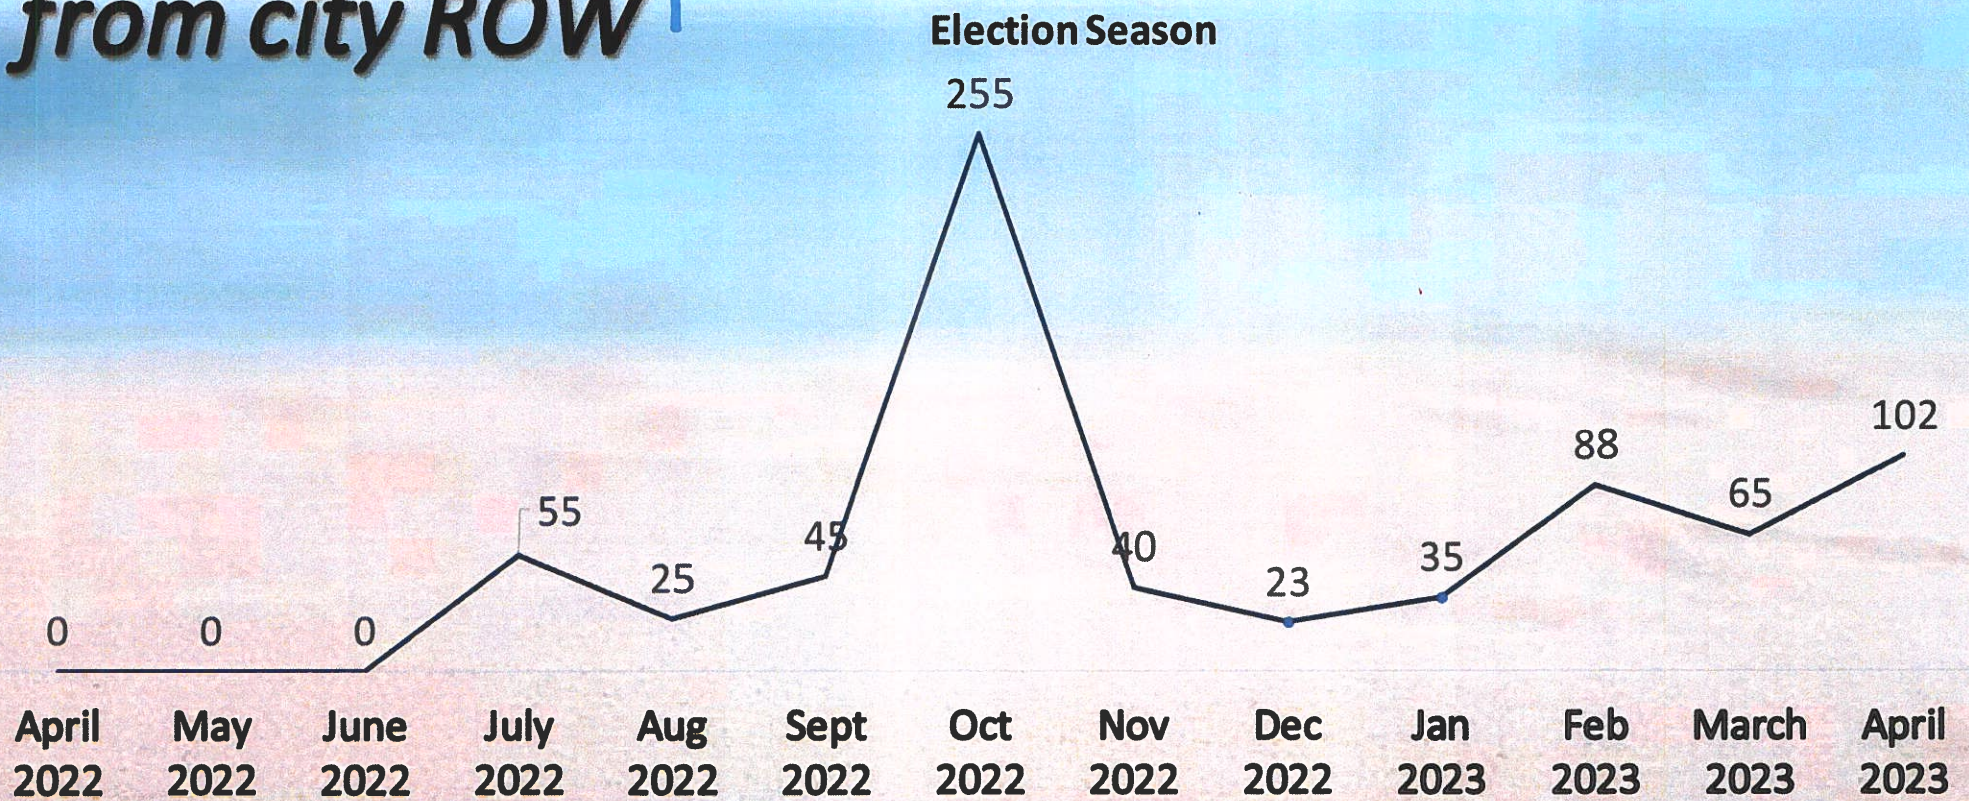 from city ROW
Election Season
255
102
88
65
55
45
40
35
25
23
0 0 0
April May June July Aug Sept Oct Nov Dec Jan Feb March April
2022 2022 2022 2022 2022 2022 2022 2022 2022 2023 2023 2023 2023